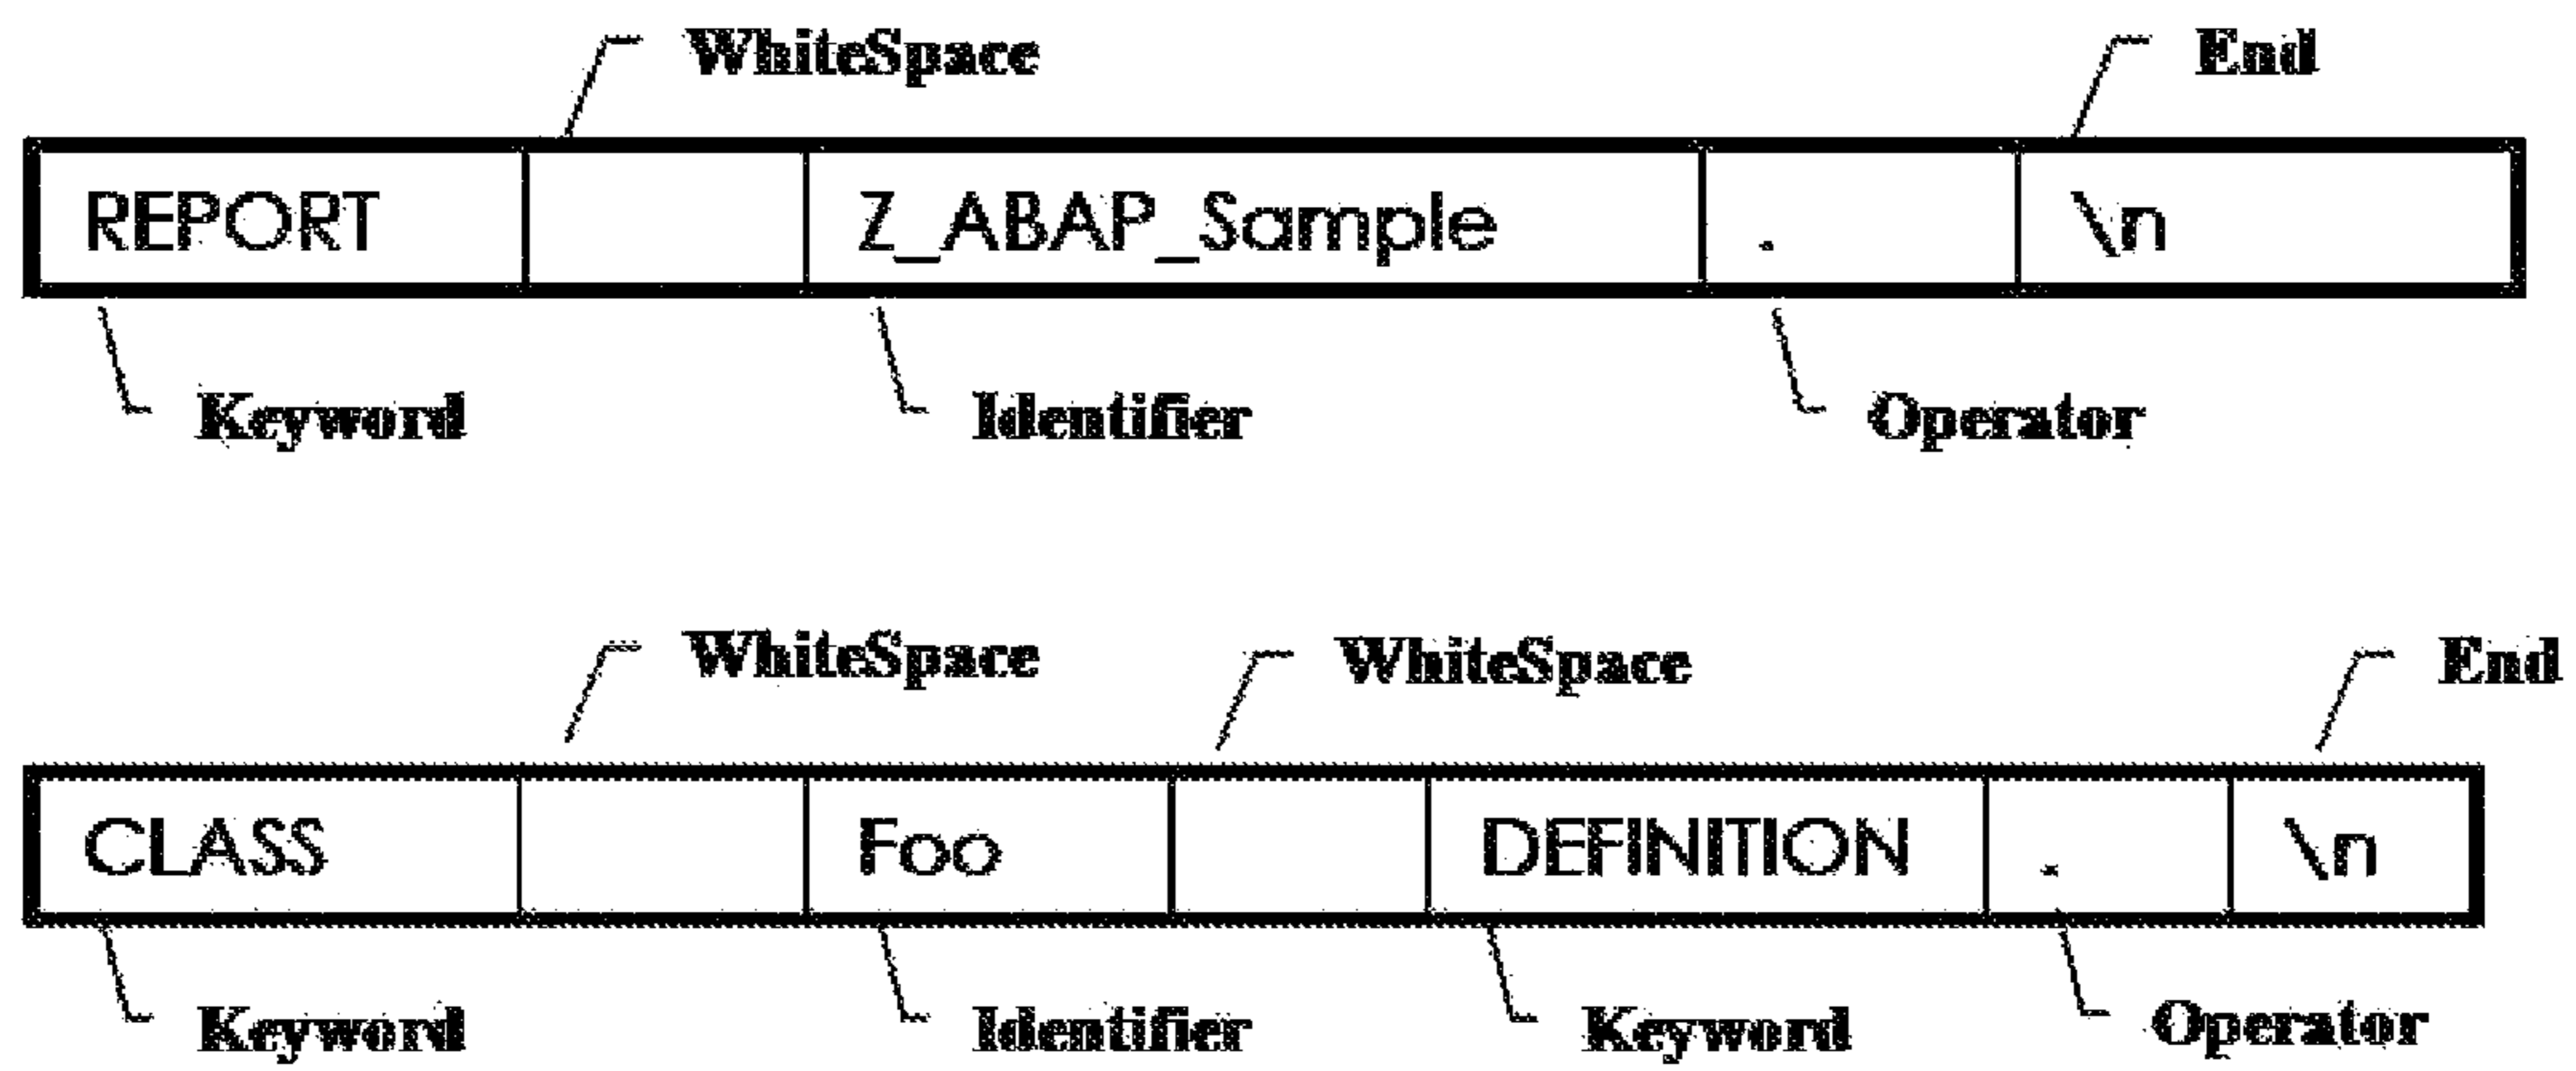 WhiteSpace End
REPORT Z_ABAP_Sample . \n
Keyword Identifier Operator
WhiteSpace WhiteSpace End
CLASS Foo DEFINITION . \n
Keyword Identifier Keyword Operator